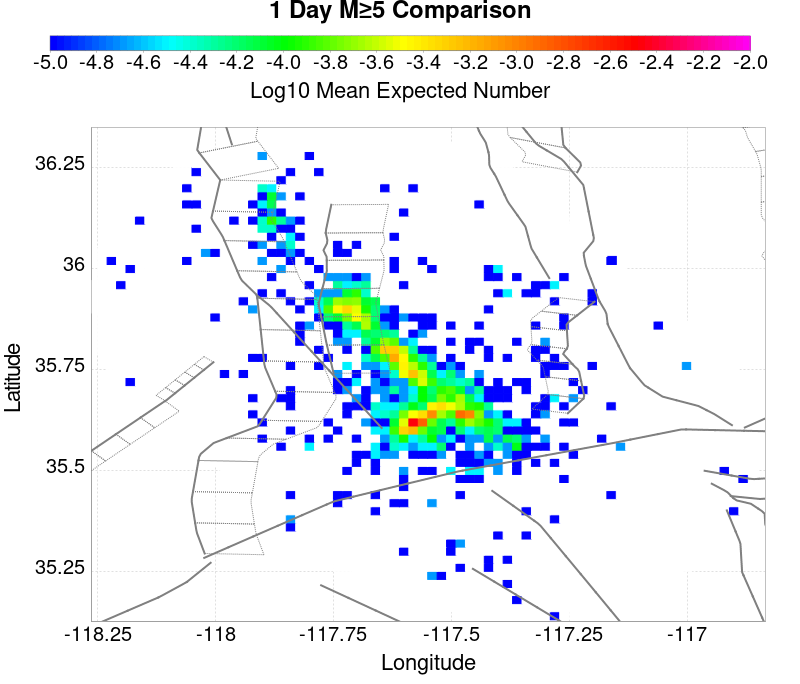 1 Day M≥5 Comparison
-5.0 -4.8 -4.6 -4.4 -4.2 -4.0 -3.8 -3.6 -3.4 -3.2 -3.0 -2.8 -2.6 -2.4 -2.2 -2.0
Log10 Mean Expected Number
36.25
36
35.75
35.5
35.25
Latitude
-118.25 -118 -117.75 -117.5 -117.25 -117
Longitude